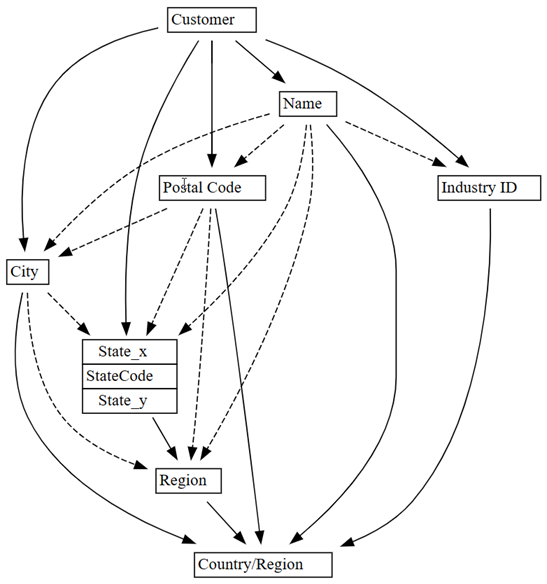 Customer
Name
Postal Code
Industry ID
City
State_x
StateCode
State_y
Region
Country/Region